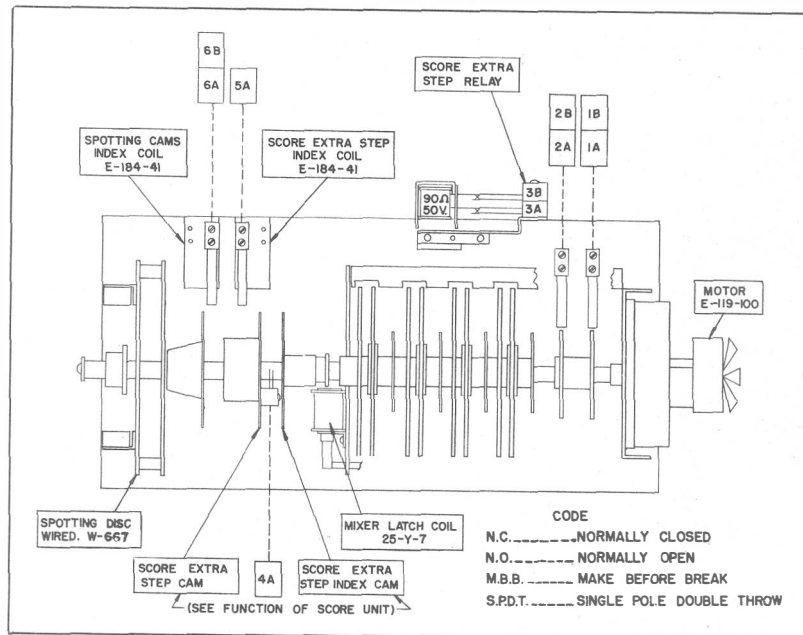 6B
6A
5A
SCORE EXTRA
STEP RELAY
2B
2A
1B
1A
SPOTTING CAMS
INDEX COIL
E-184-41
SCORE EXTRA STEP
INDEX COIL
E-184-41
90Ω
50V.
3B
3A
MOTOR
E-119-100
SPOTTING DISC
WIRED. W-667
SCORE EXTRA
STEP CAM
4A
SCORE EXTRA
STEP INDEX CAM
(SEE FUNCTION OF SCORE UNIT)
MIXER LATCH COIL
25-Y-7
CODE
N.C. NORMALLY CLOSED
N.O. NORMALLY OPEN
M.B.B. MAKE BEFORE BREAK
S.P.D.T. SINGLE POLE DOUBLE THROW